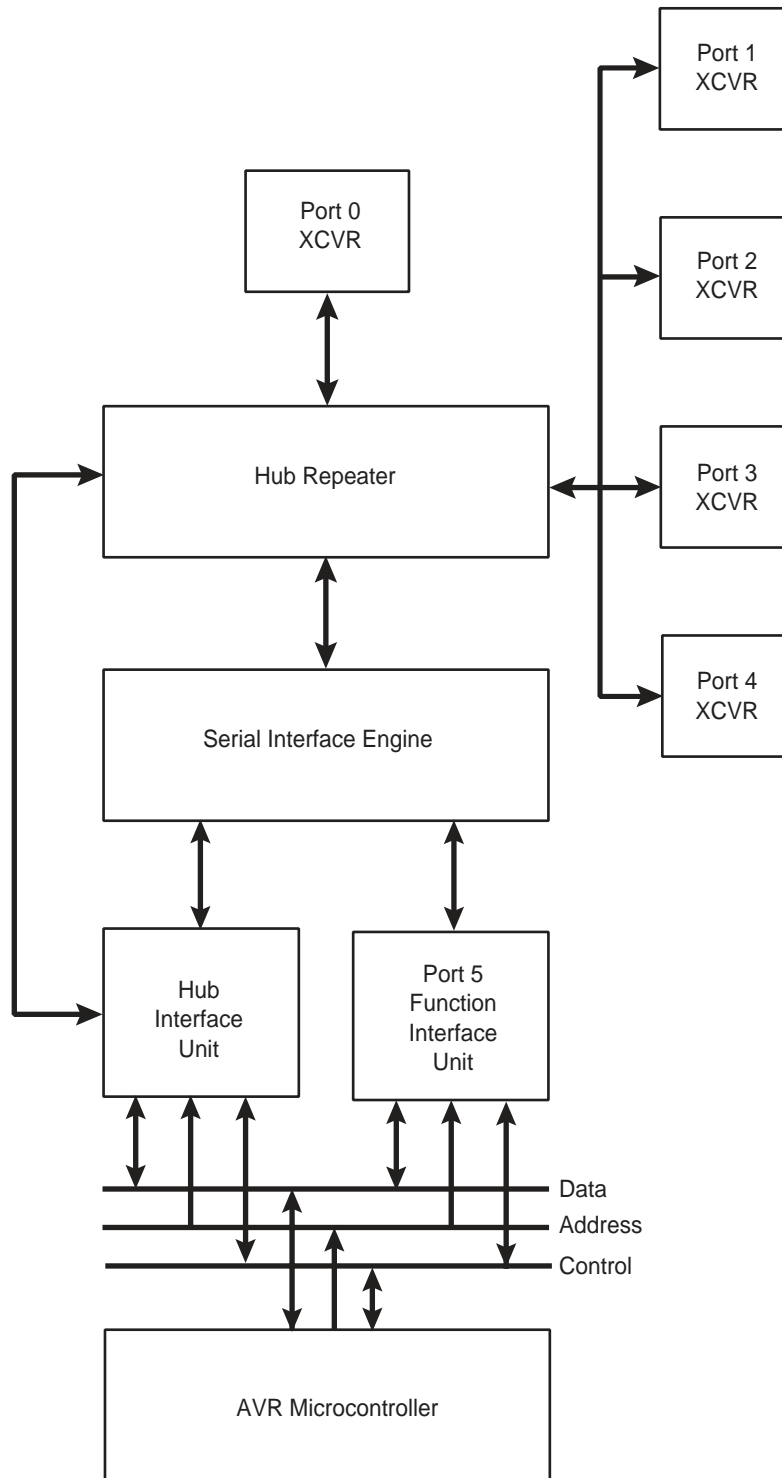 Port 1
XCVR
Port 0
XCVR
Port 2
XCVR
Hub Repeater
Port 3
XCVR
Port 4
XCVR
Serial Interface Engine
Hub
Interface
Unit
Port 5
Function
Interface
Unit
Data
Address
Control
AVR Microcontroller